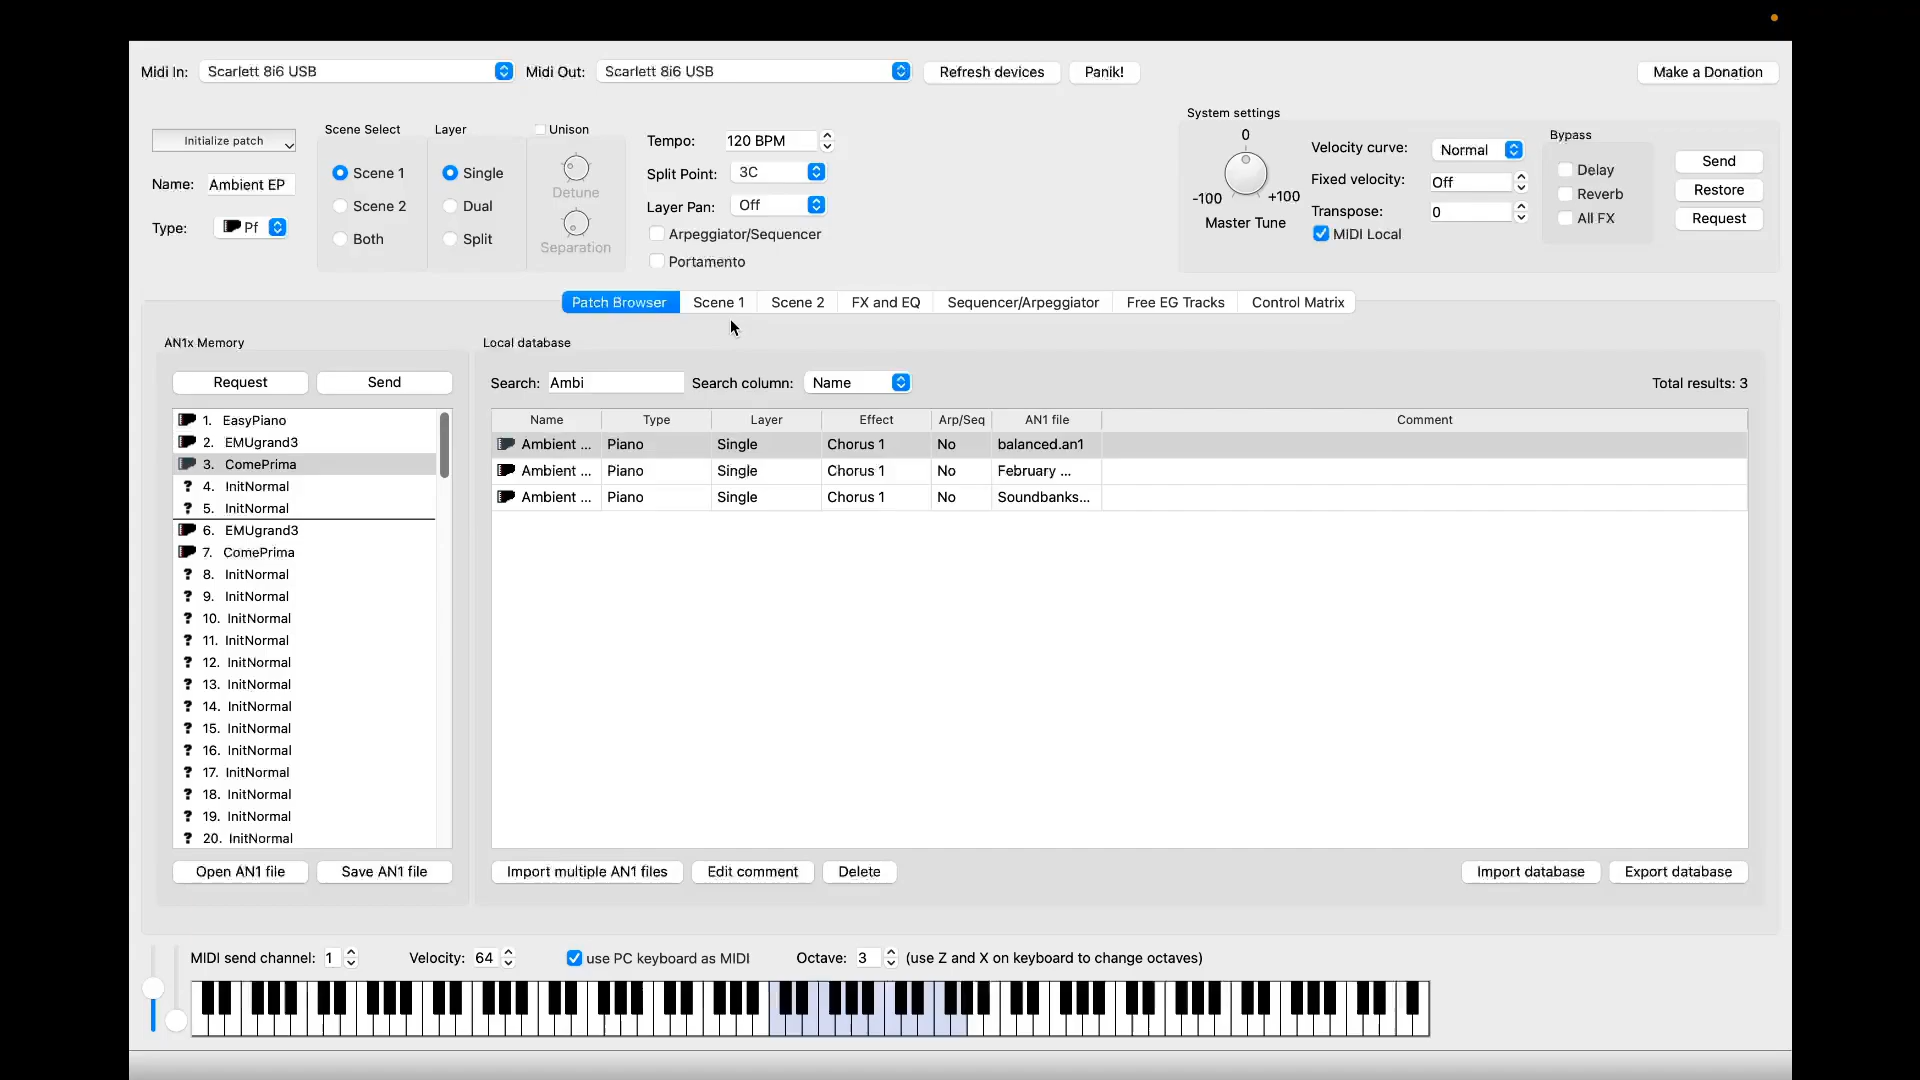 Midi In: Scarlett 8i6 USB Midi Out: Scarlett 8i6 USB Refresh devices Panik! Make a Donation
Initialize patch
Name: Ambient EP
Type: Pf
Scene Select
Scene 1
Scene 2
Both
Layer
Single
Dual
Split
Unison
Detune
Separation
Tempo: 120 BPM
Split Point: 3C
Layer Pan: Off
Arpeggiator/Sequencer
Portamento
System settings
0
-100 +100
Master Tune
Velocity curve: Normal
Fixed velocity: Off
Transpose: 0
MIDI Local
Bypass
Delay
Reverb
All FX
Send
Restore
Request
Patch Browser Scene 1 Scene 2 FX and EQ Sequencer/Arpeggiator Free EG Tracks Control Matrix
AN1x Memory
Request Send
1. EasyPiano
2. EMUgrand3
3. ComePrima
? 4. InitNormal
? 5. InitNormal
6. EMUgrand3
7. ComePrima
? 8. InitNormal
? 9. InitNormal
? 10. InitNormal
? 11. InitNormal
? 12. InitNormal
? 13. InitNormal
? 14. InitNormal
? 15. InitNormal
? 16. InitNormal
? 17. InitNormal
? 18. InitNormal
? 19. InitNormal
? 20. InitNormal
Open AN1 file Save AN1 file
Local database
Search: Ambi Search column: Name Total results: 3
Name Type Layer Effect Arp/Seq AN1 file Comment
Ambient ... Piano Single Chorus 1 No balanced.an1
Ambient ... Piano Single Chorus 1 No February ...
Ambient ... Piano Single Chorus 1 No Soundbanks...
Import multiple AN1 files Edit comment Delete Import database Export database
MIDI send channel: 1 Velocity: 64 use PC keyboard as MIDI Octave: 3 (use Z and X on keyboard to change octaves)